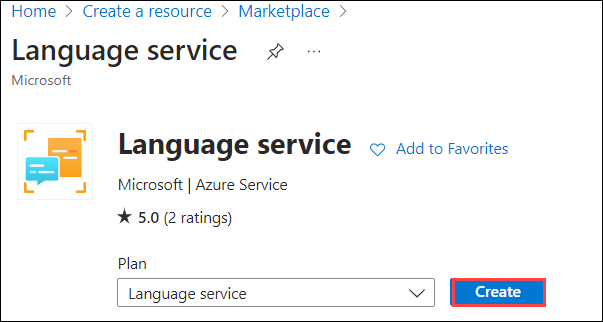 Home > Create a resource > Marketplace >
Language service ...
Microsoft
Language service
Add to Favorites
Microsoft | Azure Service
★ 5.0 (2 ratings)
Plan
Language service
Create